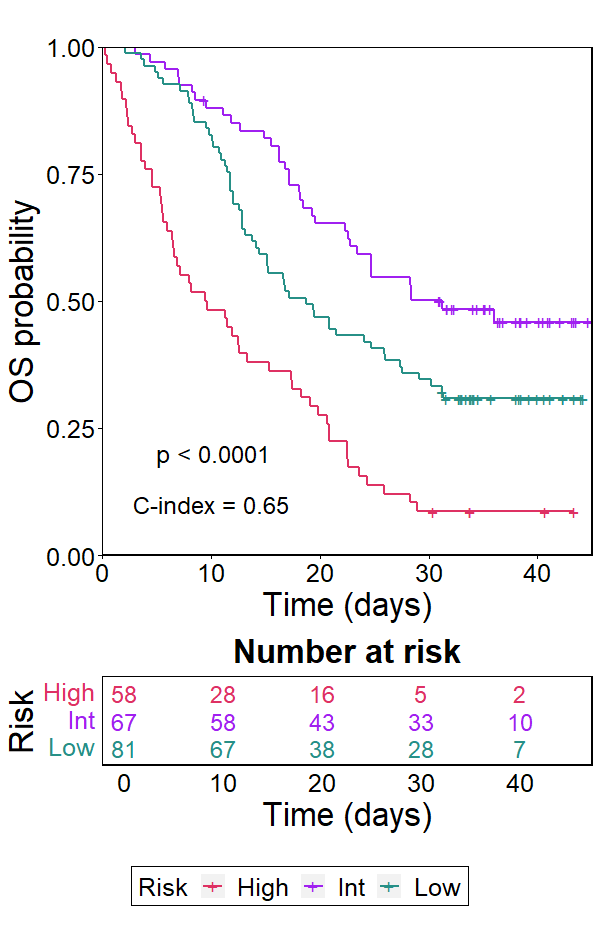 1.00
0.75
0.50
0.25
0.00
OS probability
p < 0.0001
C-index = 0.65
0 10 20 30 40
Time (days)
Number at risk
Risk
High 58 28 16 5 2
Int 67 58 43 33 10
Low 81 67 38 28 7
0 10 20 30 40
Time (days)
Risk High Int Low